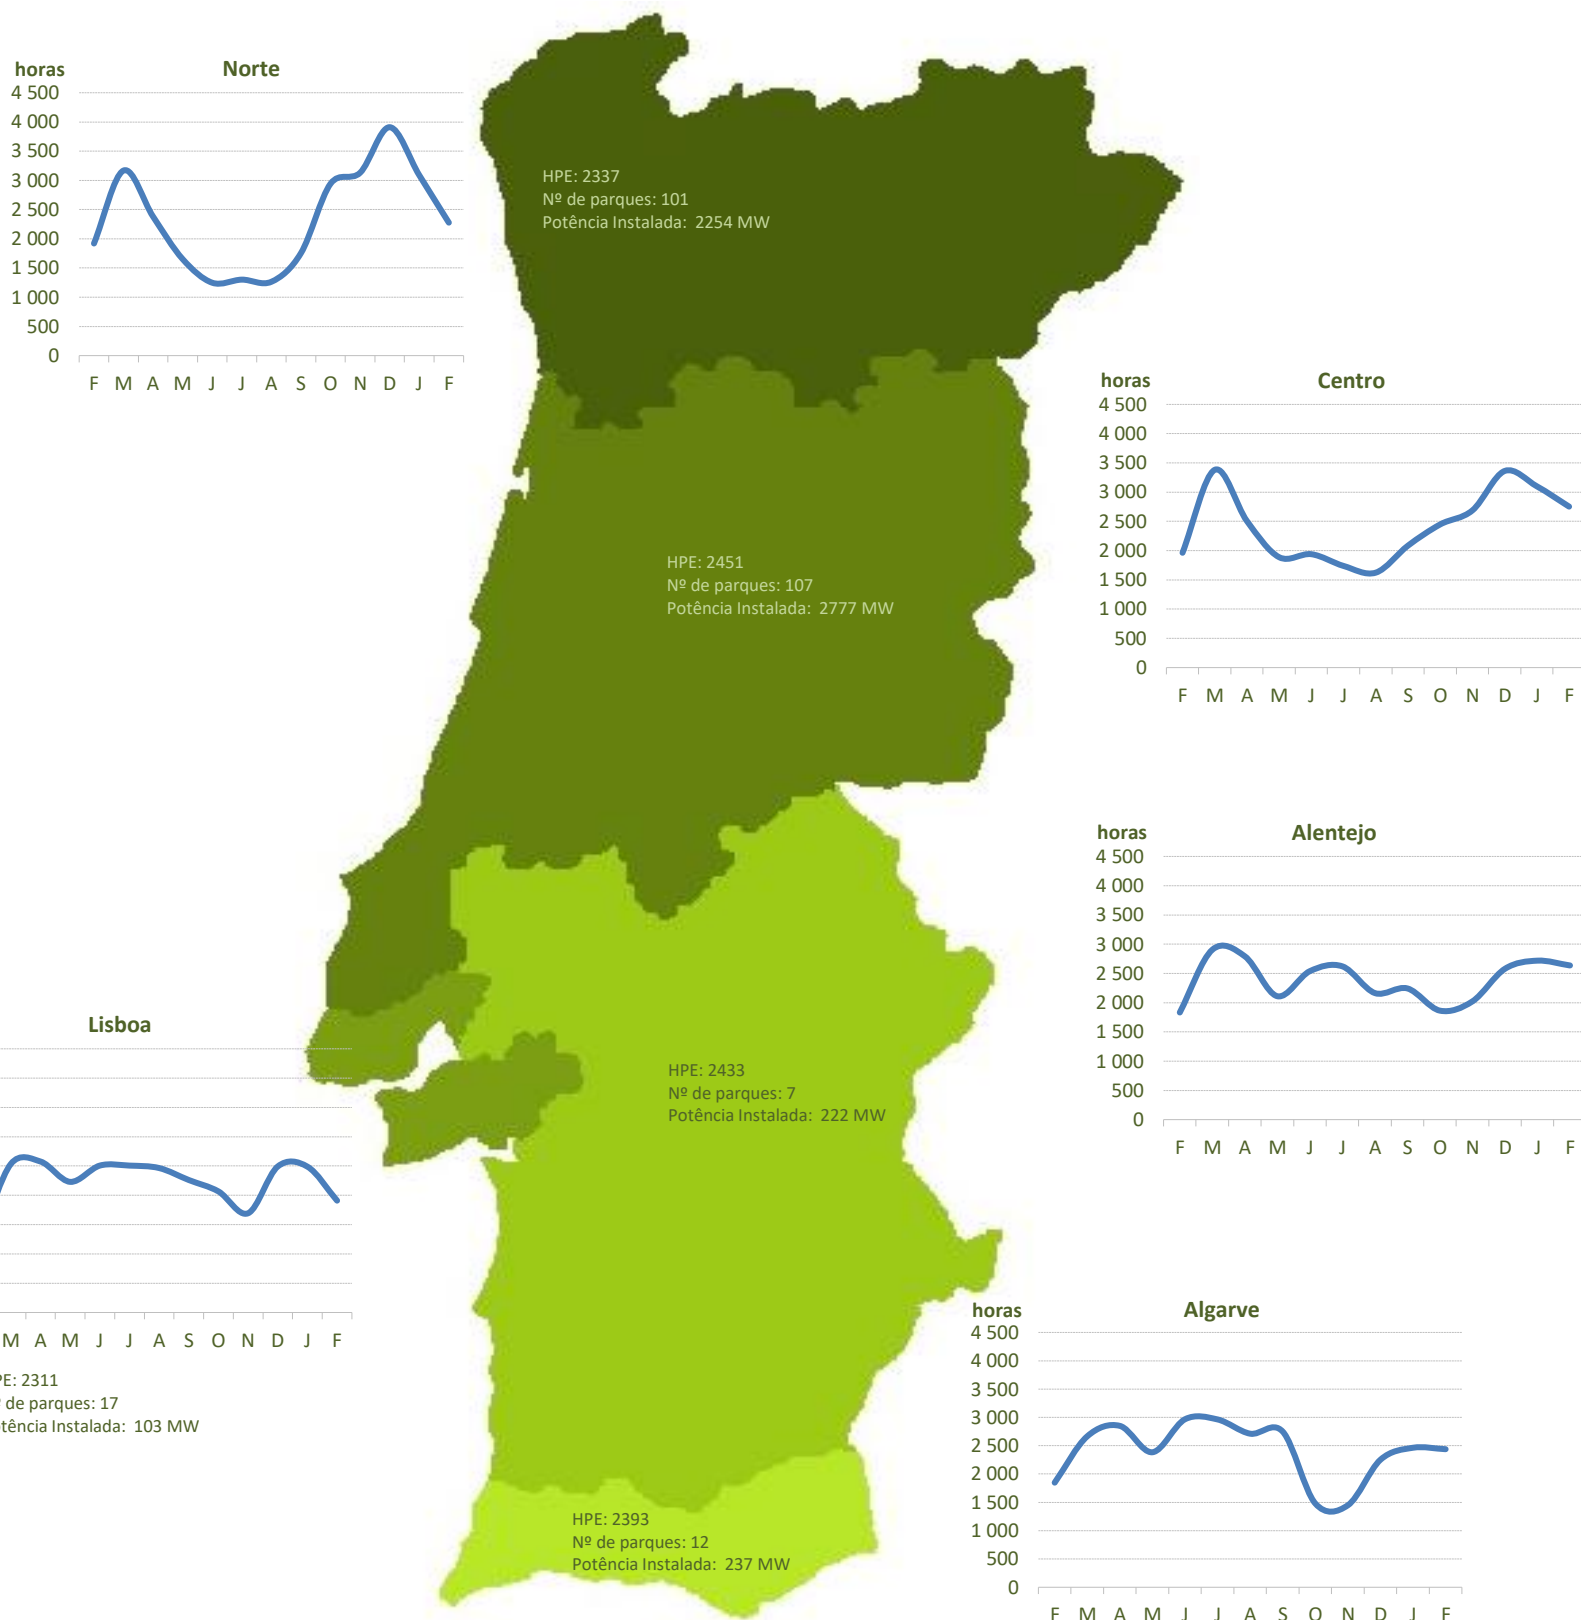 Norte
horas
4 500
4 000
3 500
3 000
2 500
2 000
1 500
1 000
500
0
F M A M J J A S O N D J F
HPE: 2337
Nº de parques: 101
Potência Instalada: 2254 MW
Centro
horas
4 500
4 000
3 500
3 000
2 500
2 000
1 500
1 000
500
0
F M A M J J A S O N D J F
HPE: 2451
Nº de parques: 107
Potência Instalada: 2777 MW
Alentejo
horas
4 500
4 000
3 500
3 000
2 500
2 000
1 500
1 000
500
0
F M A M J J A S O N D J F
HPE: 2433
Nº de parques: 7
Potência Instalada: 222 MW
Lisboa
M A M J J A S O N D J F
PE: 2311
de parques: 17
tência Instalada: 103 MW
Algarve
horas
4 500
4 000
3 500
3 000
2 500
2 000
1 500
1 000
500
0
F M A M J J A S O N D J F
HPE: 2393
Nº de parques: 12
Potência Instalada: 237 MW